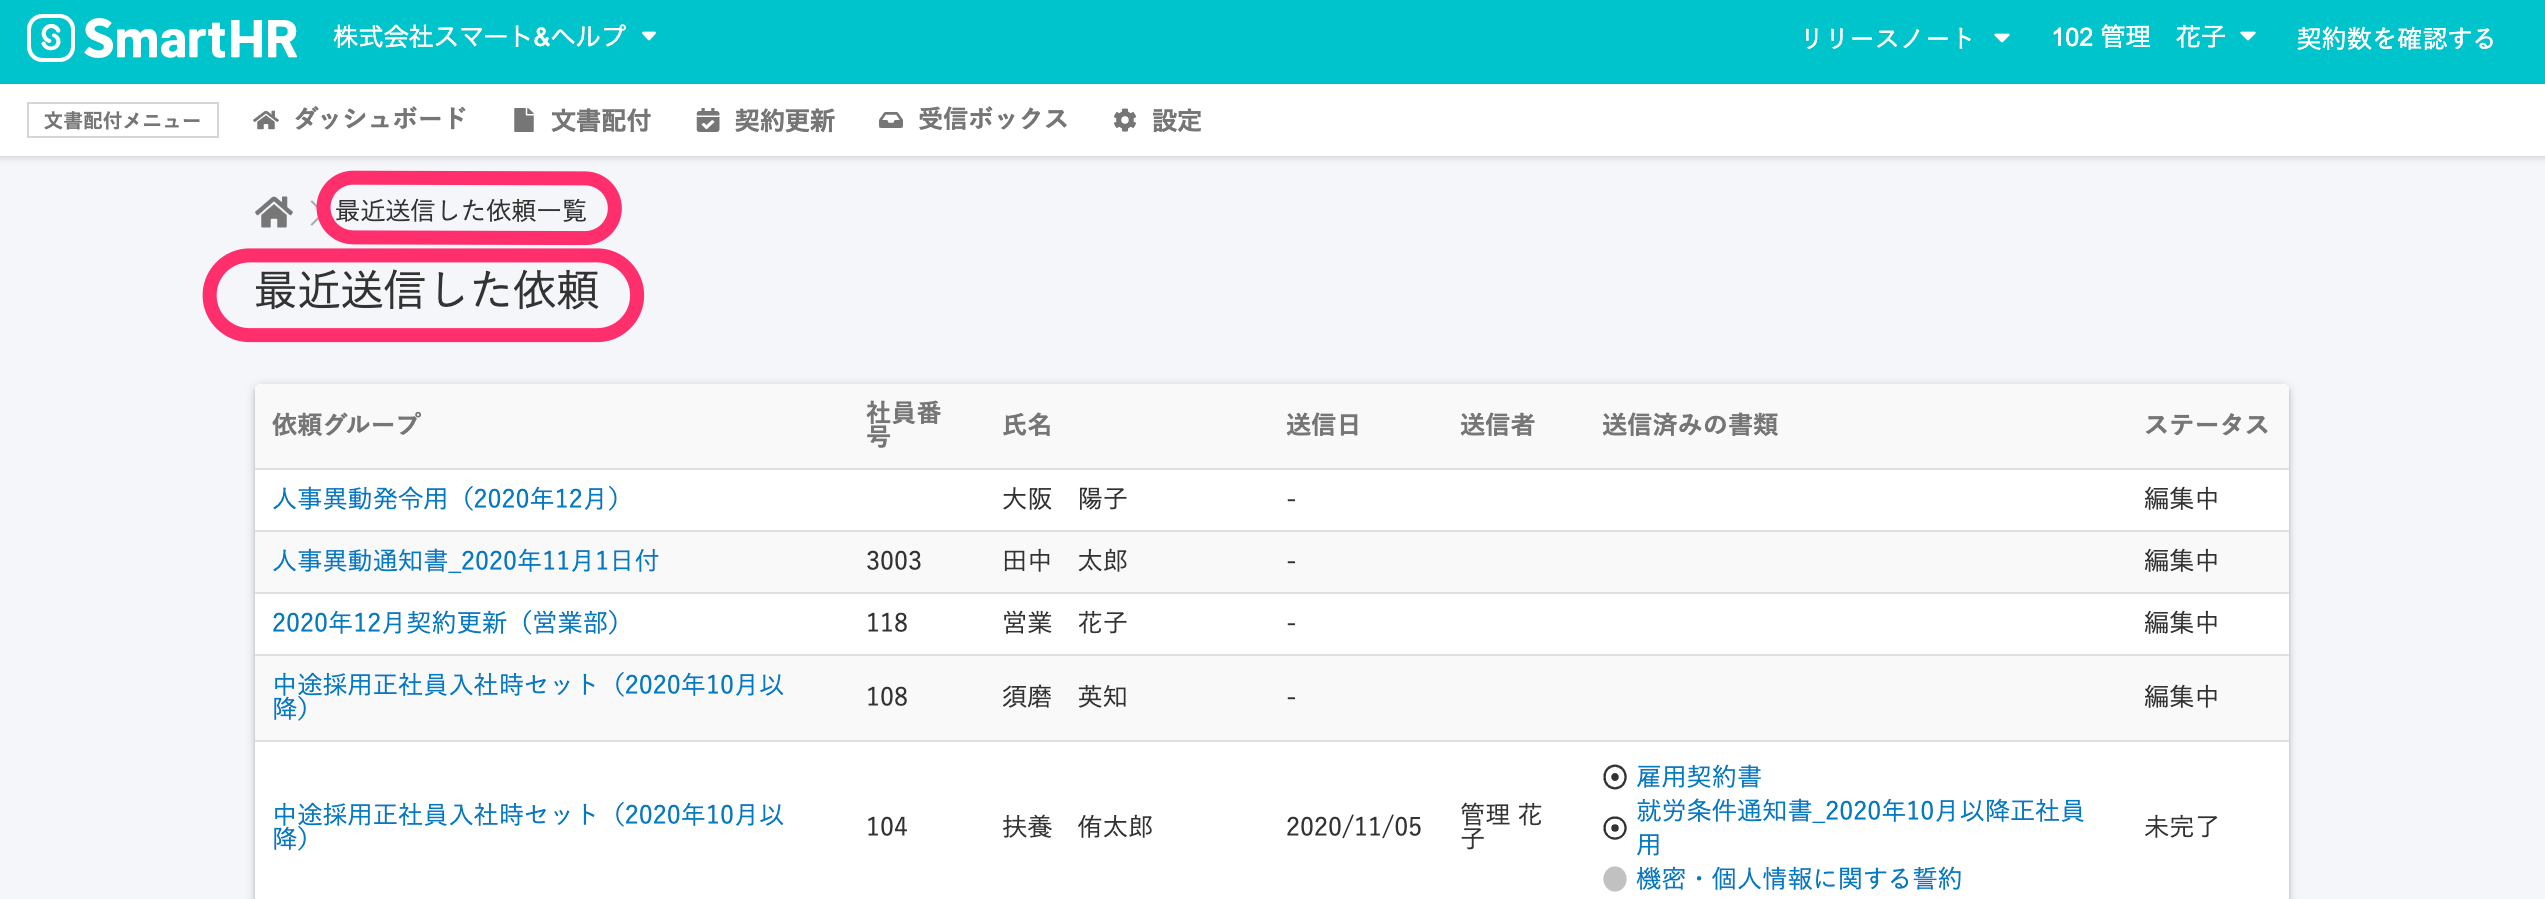 SmartHR 株式会社スマート&ヘルプ リリースノート 102 管理　花子 契約数を確認する
文書配付メニュー ダッシュボード 文書配付 契約更新 受信ボックス 設定
最近送信した依頼一覧
最近送信した依頼
依頼グループ 社員番号 氏名 送信日 送信者 送信済みの書類 ステータス
人事異動発令用（2020年12月） 大阪　陽子 - 編集中
人事異動通知書_2020年11月1日付 3003 田中　太郎 - 編集中
2020年12月契約更新（営業部） 118 営業　花子 - 編集中
中途採用正社員入社時セット（2020年10月以
降） 108 須磨　英知 - 編集中
中途採用正社員入社時セット（2020年10月以
降） 104 扶養　侑太郎 2020/11/05 管理 花
子
雇用契約書
就労条件通知書_2020年10月以降正社員
用
機密・個人情報に関する誓約
未完了